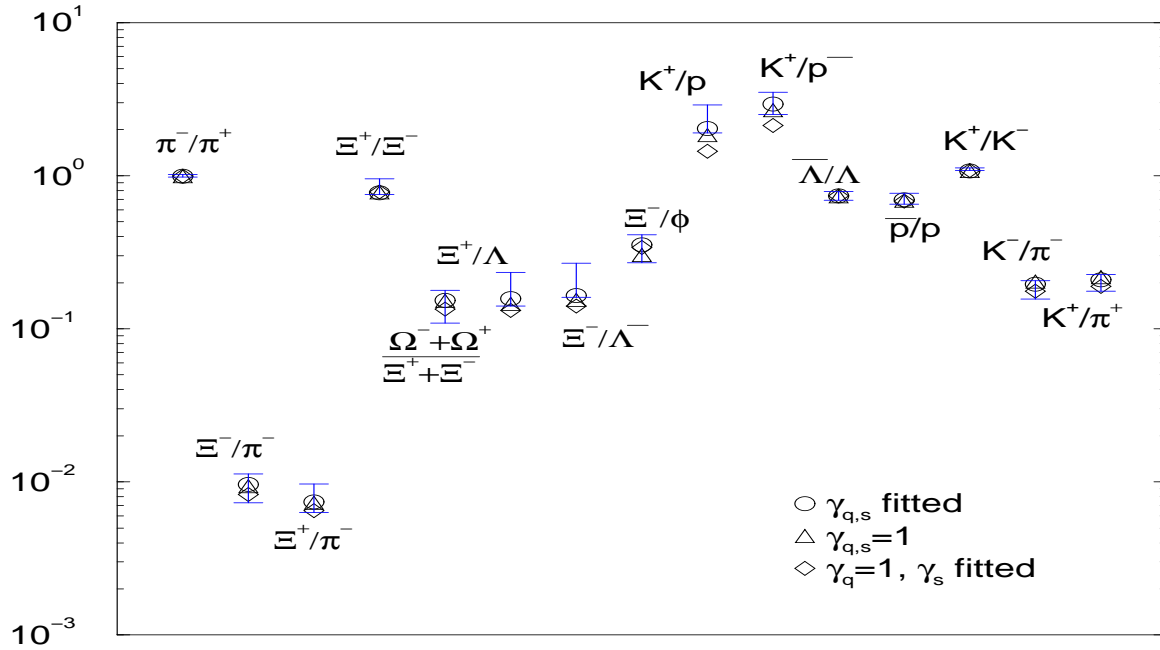 10¹
K⁺/p
K⁺/p̅
π⁻/π⁺
Ξ⁺/Ξ⁻
K⁺/K⁻
10⁰
Λ̅/Λ
Ξ⁻/ϕ
p̅/p
Ξ⁺/Λ
K⁻/π⁻
10⁻¹
K⁺/π⁺
Ω⁻+Ω⁺
Ξ⁺+Ξ⁻
Ξ⁻/Λ̅
Ξ⁻/π⁻
10⁻²
γq,s fitted
Ξ⁺/π⁻
γq,s=1
γq=1, γs fitted
10⁻³